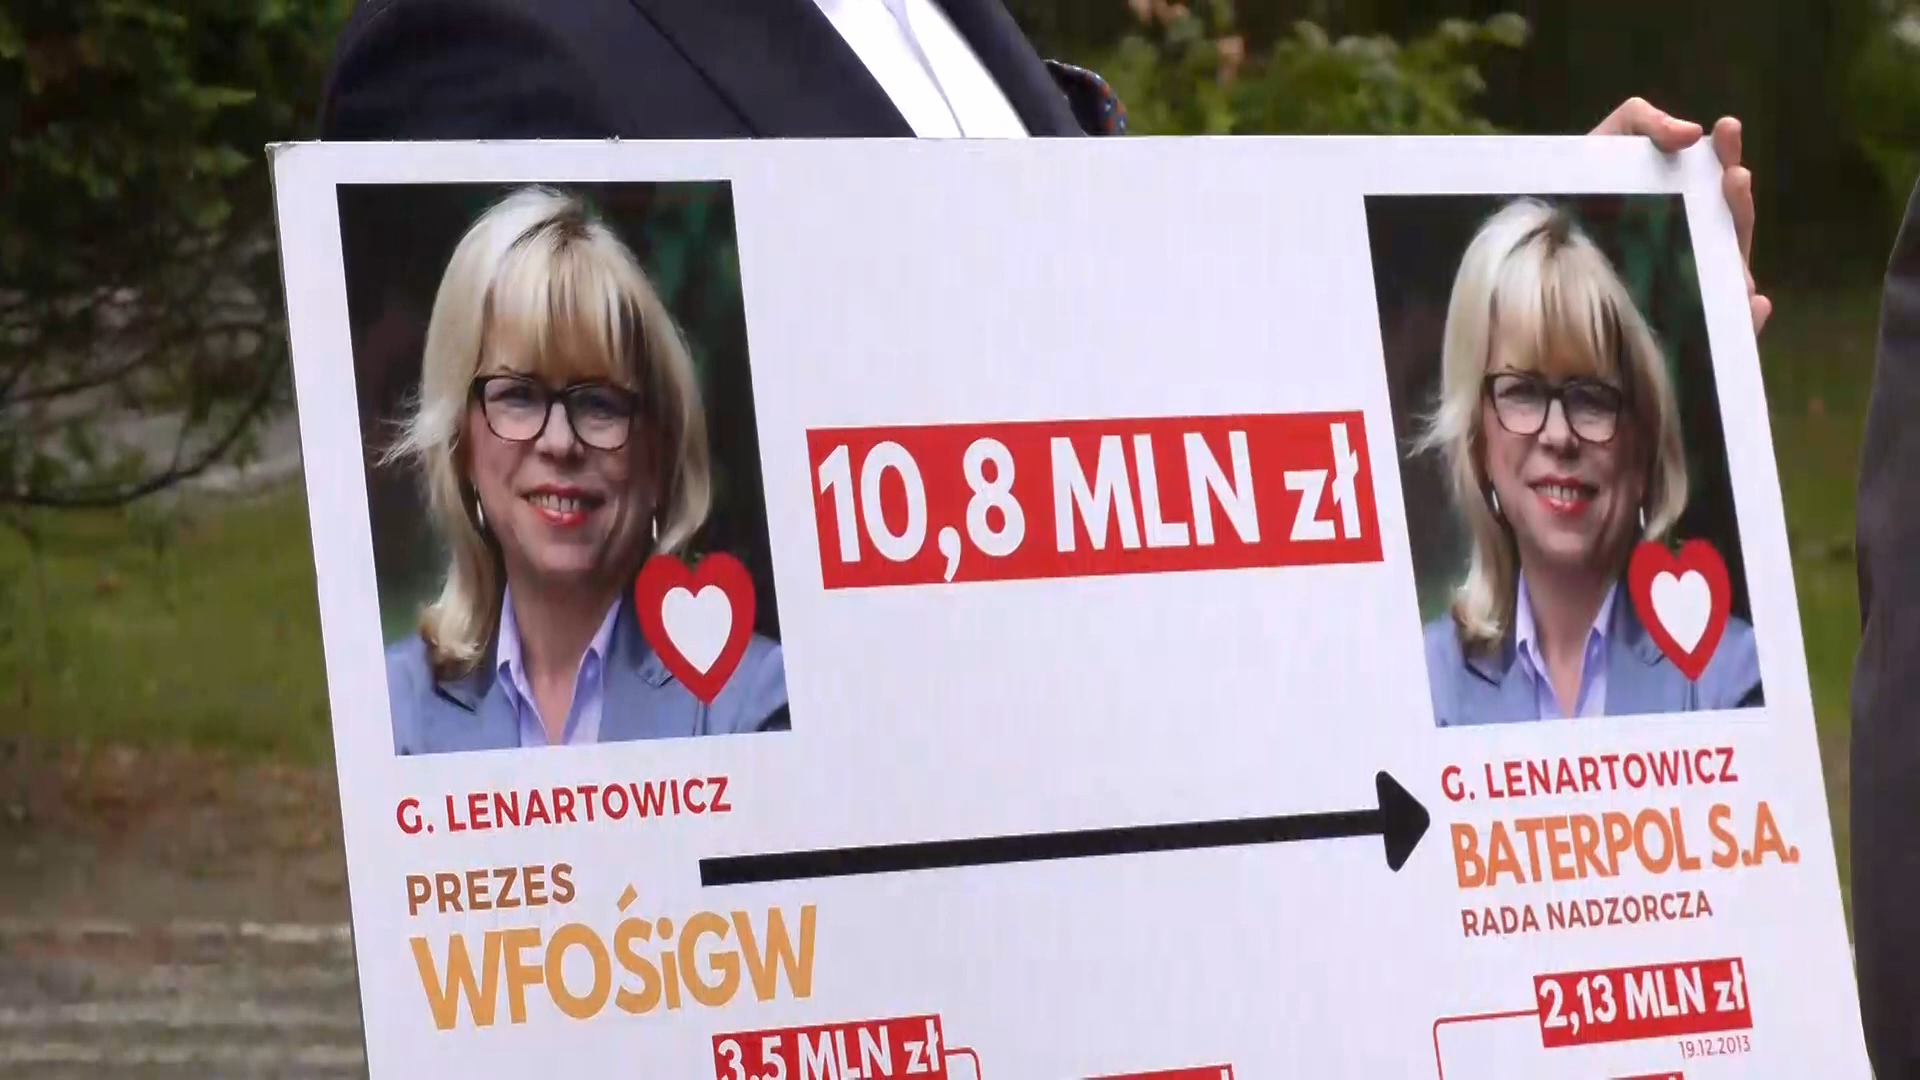 10,8 MLN zł
G. LENARTOWICZ
PREZES
WFOŚiGW
G. LENARTOWICZ
BATERPOL S.A.
RADA NADZORCZA
3,5 MLN zł
2,13 MLN zł
19.12.2013